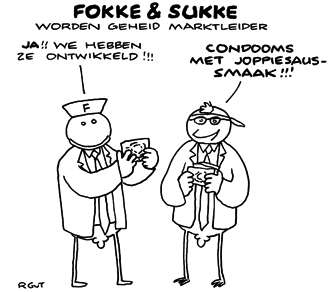 FOKKE & SUKKE
WORDEN GEHEID MARKTLEIDER
JA!! WE HEBBEN
ZE ONTWIKKELD!!!
CONDOOMS
MET JOPPIESAUS-
SMAAK!!!
F
RGVT